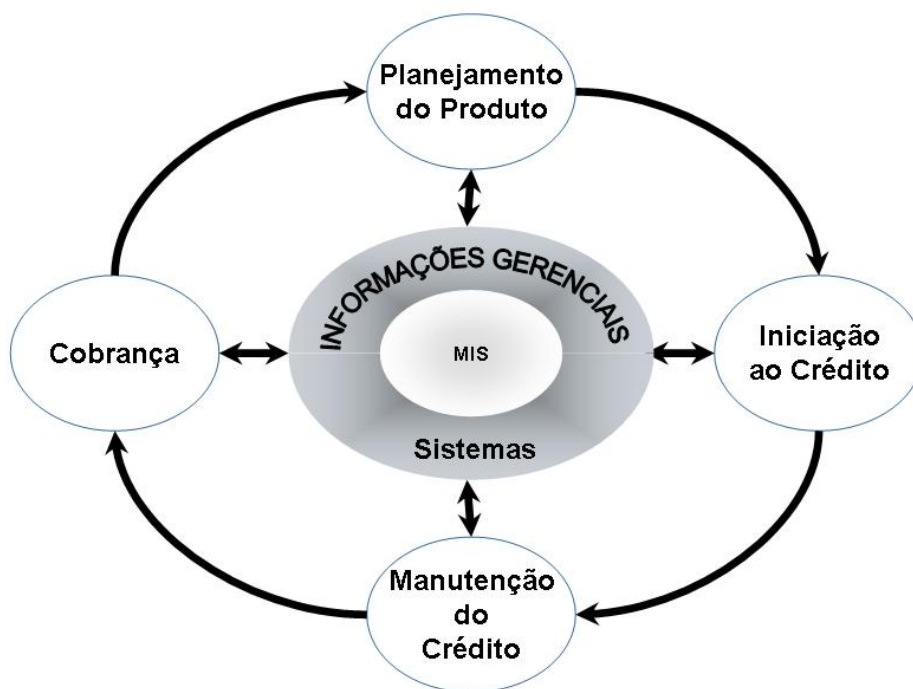 Planejamento
do Produto
INFORMAÇÕES GERENCIAIS
Cobrança
MIS
Iniciação
ao Crédito
Sistemas
Manutenção
do
Crédito